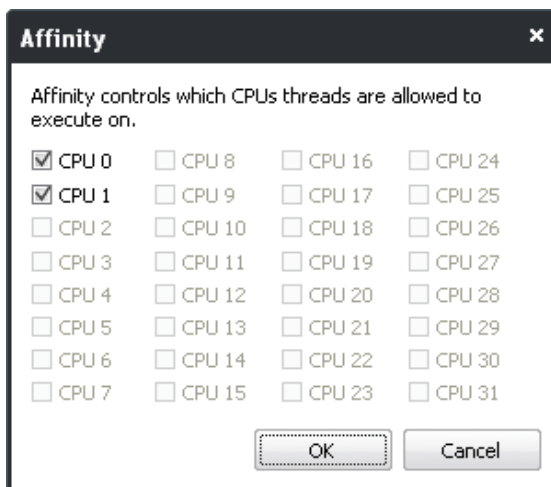 Affinity
Affinity controls which CPUs threads are allowed to
execute on.
CPU 0 CPU 8 CPU 16 CPU 24
CPU 1 CPU 9 CPU 17 CPU 25
CPU 2 CPU 10 CPU 18 CPU 26
CPU 3 CPU 11 CPU 19 CPU 27
CPU 4 CPU 12 CPU 20 CPU 28
CPU 5 CPU 13 CPU 21 CPU 29
CPU 6 CPU 14 CPU 22 CPU 30
CPU 7 CPU 15 CPU 23 CPU 31
OK Cancel